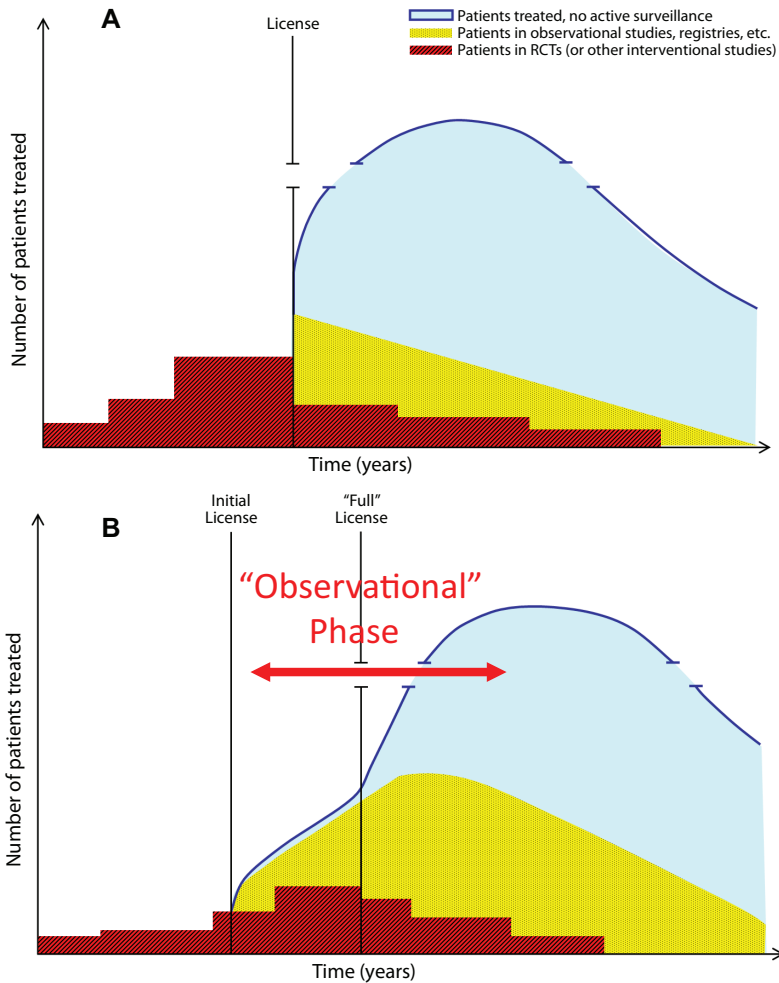 A
License
Patients treated, no active surveillance
Patients in observational studies, registries, etc.
Patients in RCTs (or other interventional studies)
Number of patients treated
Time (years)
B
Initial
License
“Full”
License
“Observational”
Phase
Number of patients treated
Time (years)